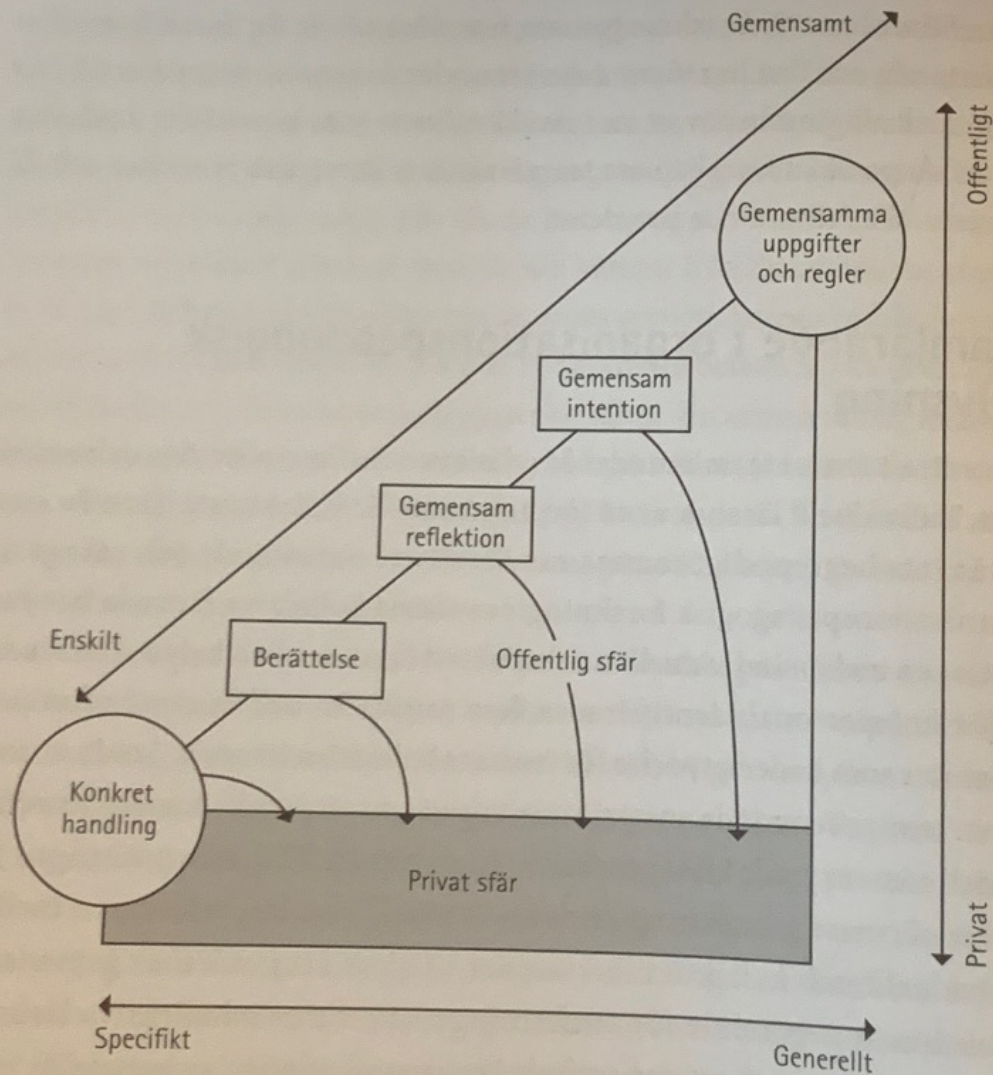 Gemensamt
Offentligt
Gemensamma
uppgifter
och regler
Gemensam
intention
Gemensam
reflektion
Enskilt
Berättelse
Offentlig sfär
Konkret
handling
Privat sfär
Privat
Specifikt
Generellt